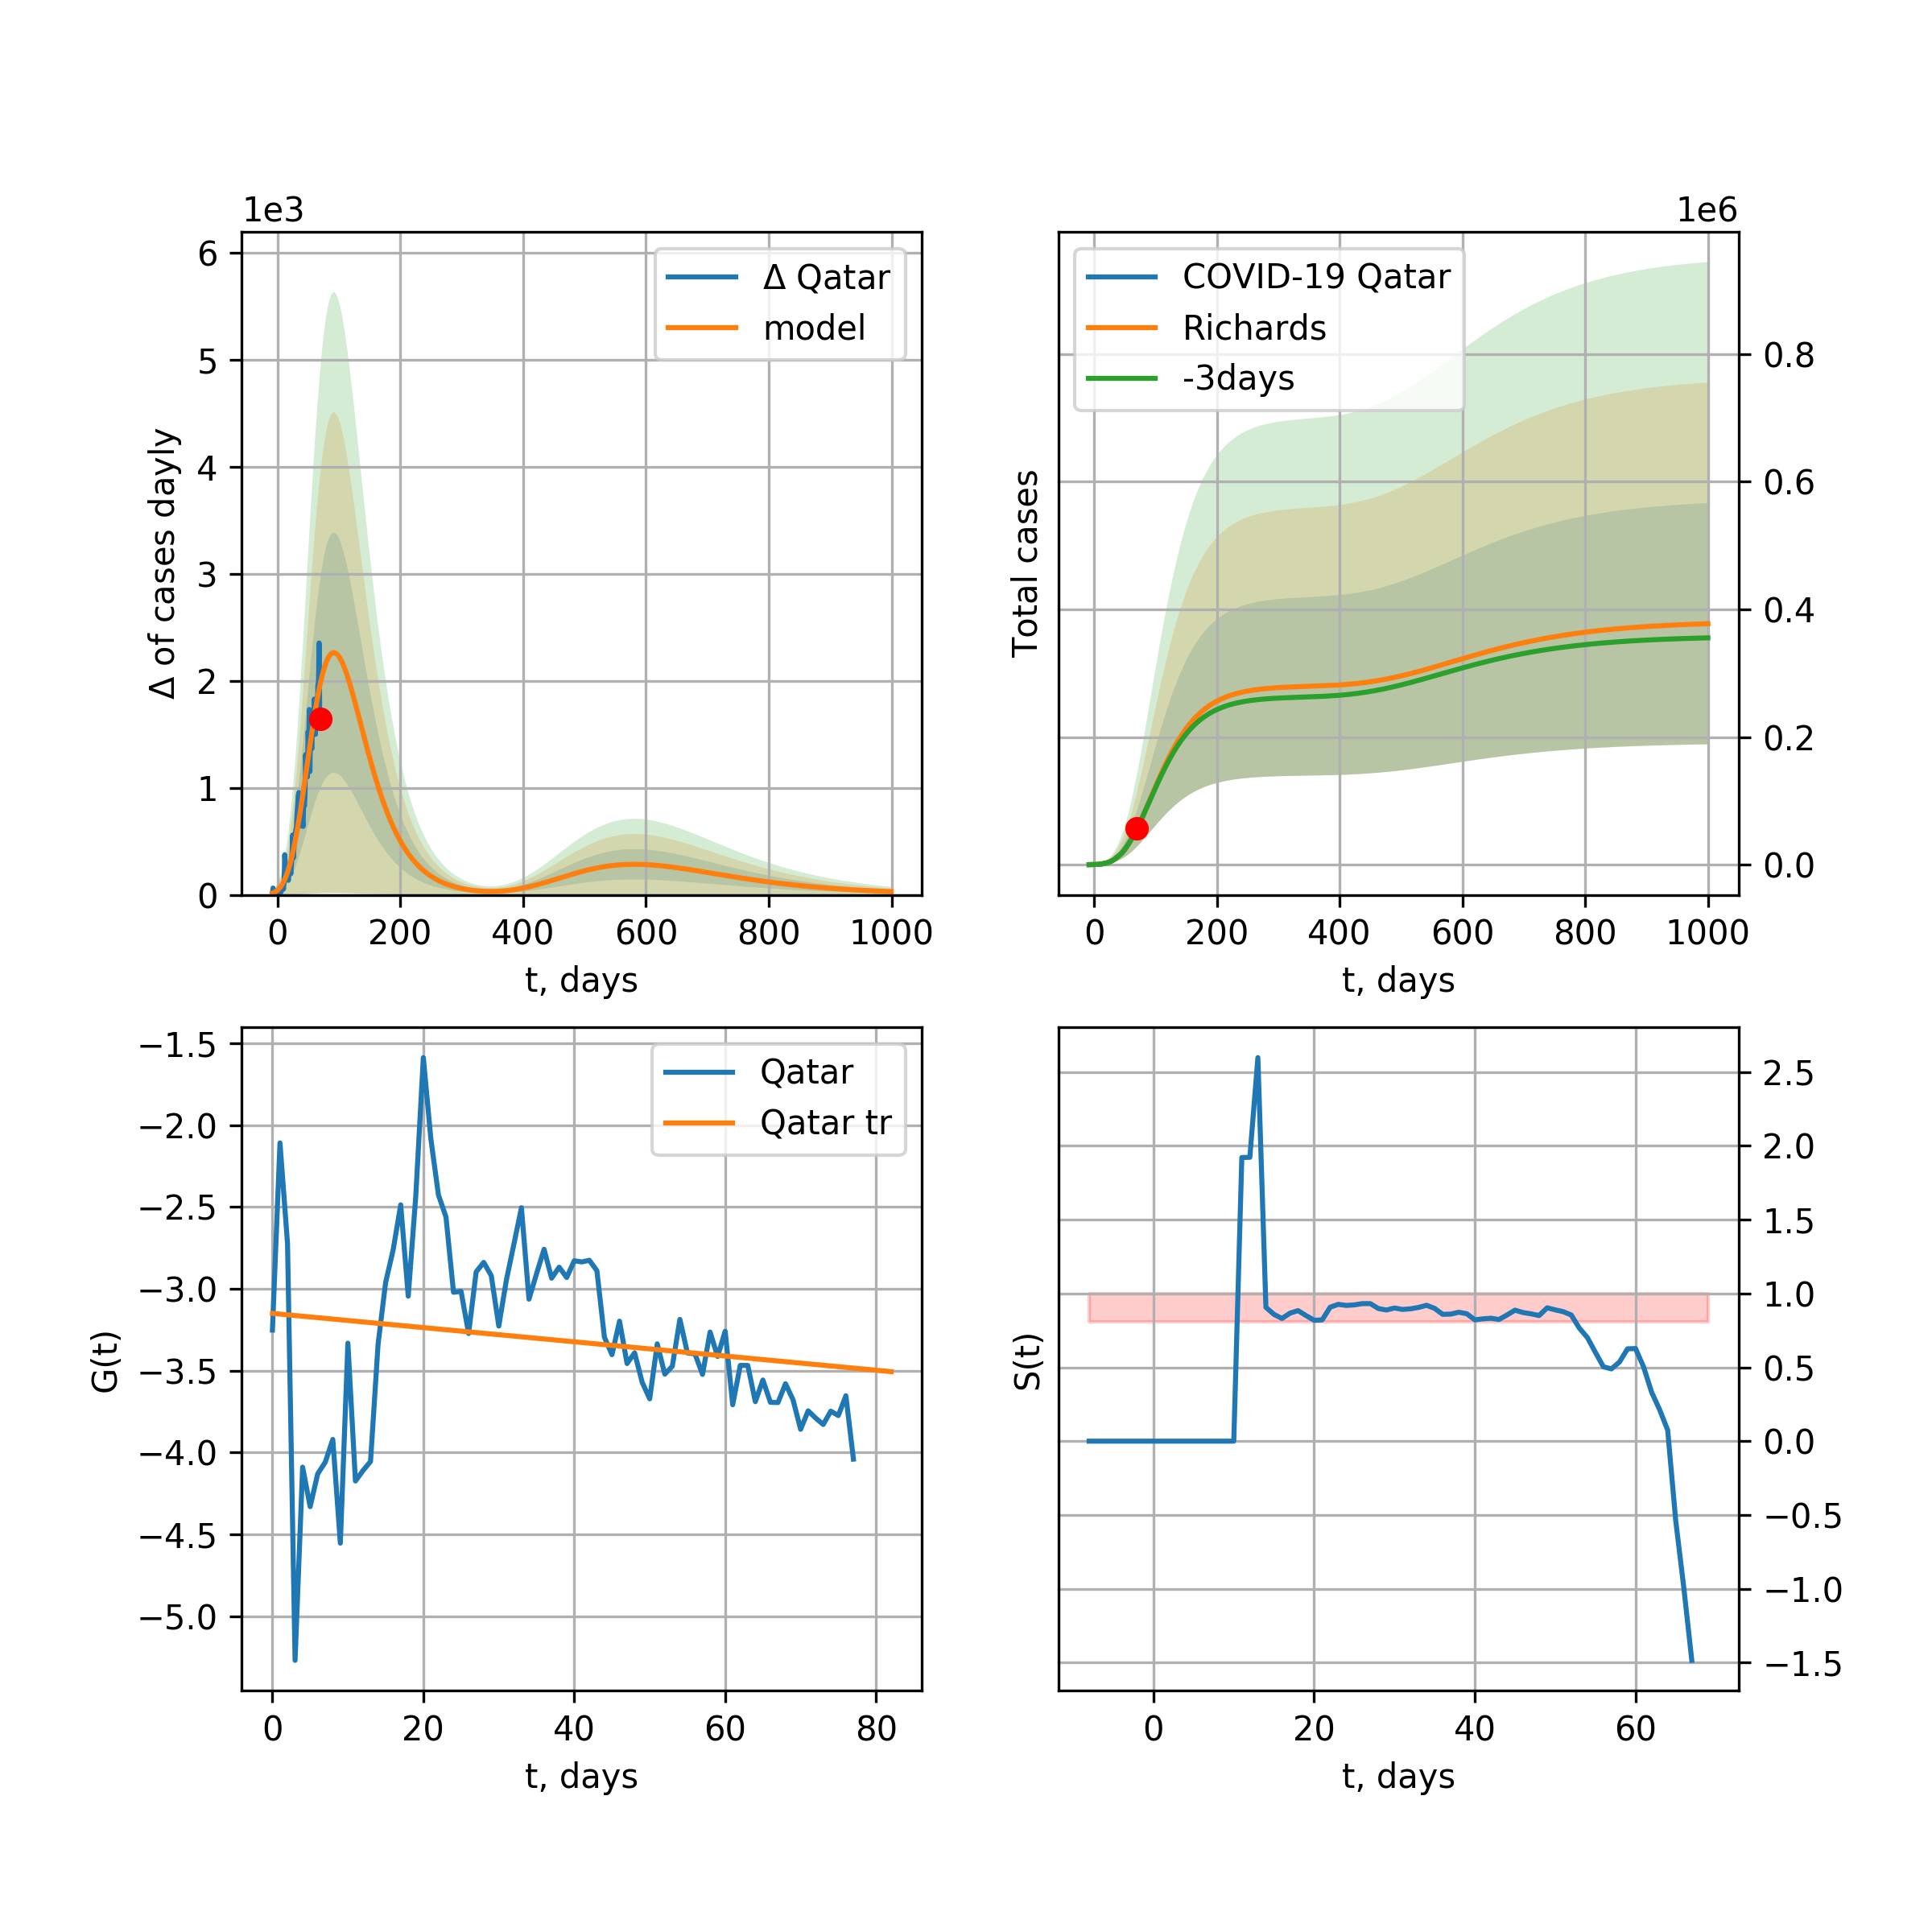 1e3
6
5
4
3
2
1
0
Δ of cases dayly
Δ Qatar
model
0 200 400 600 800 1000
t, days
1e6
COVID-19 Qatar
Richards
-3days
Total cases
0.8
0.6
0.4
0.2
0.0
0 200 400 600 800 1000
t, days
−1.5
−2.0
−2.5
−3.0
−3.5
−4.0
−4.5
−5.0
G(t)
Qatar
Qatar tr
0 20 40 60 80
t, days
S(t)
2.5
2.0
1.5
1.0
0.5
0.0
−0.5
−1.0
−1.5
0 20 40 60
t, days